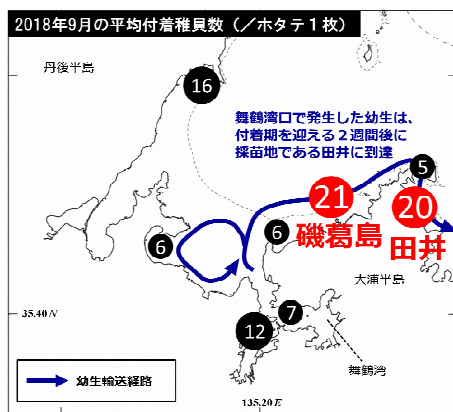 2018年9月の平均付着稚貝数（／ホタテ１枚）
丹後半島
16
舞鶴湾口で発生した幼生は、
付着期を迎える２週間後に
採苗地である田井に到達
5
21
20
磯葛島
田井
6
6
大浦半島
35.40 N
7
12
舞鶴湾
幼生輸送経路
135.20 E